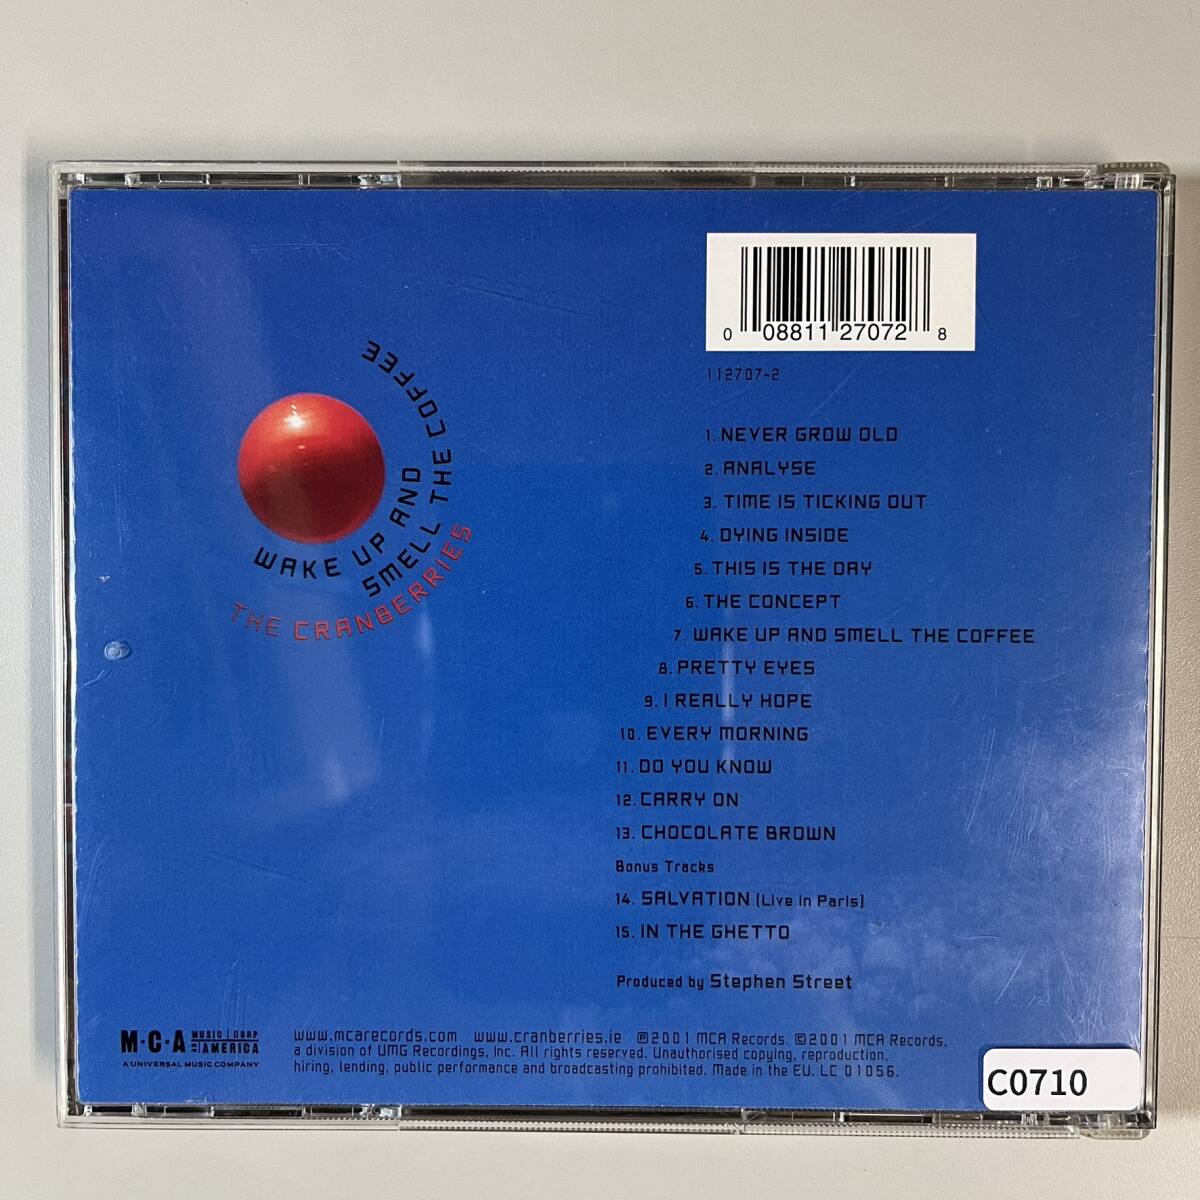 0 08811 27072 8
112707-2
WAKE UP AND
SMELL THE COFFEE
THE CRANBERRIES
1. NEVER GROW OLD
2. ANALYSE
3. TIME IS TICKING OUT
4. DYING INSIDE
5. THIS IS THE DAY
6. THE CONCEPT
7. WAKE UP AND SMELL THE COFFEE
8. PRETTY EYES
9. I REALLY HOPE
10. EVERY MORNING
11. DO YOU KNOW
12. CARRY ON
13. CHOCOLATE BROWN
Bonus Tracks
14. SALVATION (Live in Paris)
15. IN THE GHETTO
Produced by Stephen Street
M·C·A MUSIC CORP
OF AMERICA
A UNIVERSAL MUSIC COMPANY
www.mcarecords.com www.cranberries.ie ℗2001 MCA Records. ©2001 MCA Records,
a division of UMG Recordings, Inc. All rights reserved. Unauthorised copying, reproduction,
hiring, lending, public performance and broadcasting prohibited. Made in the EU. LC 01056.
C0710